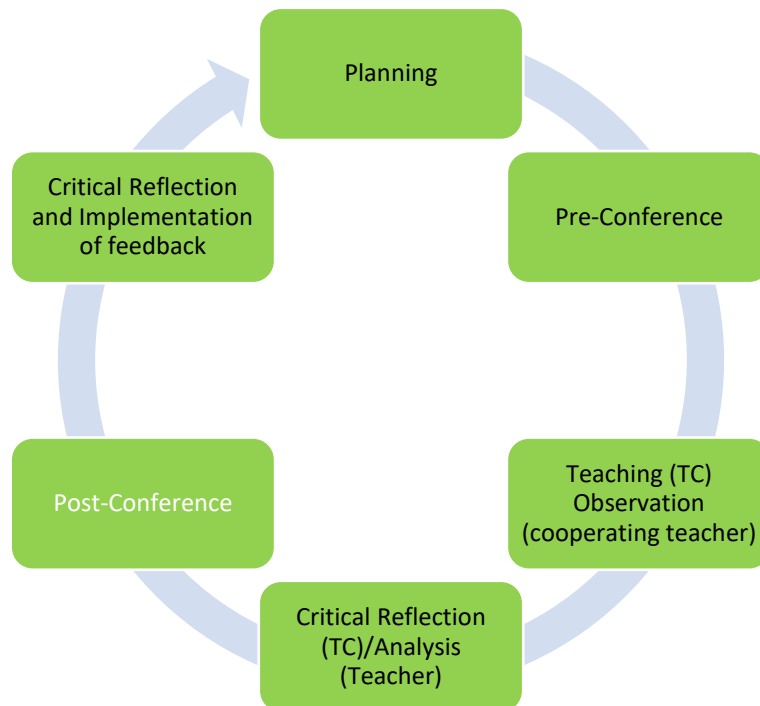 Planning
Pre-Conference
Teaching (TC)
Observation
(cooperating teacher)
Critical Reflection
(TC)/Analysis
(Teacher)
Post-Conference
Critical Reflection
and Implementation
of feedback